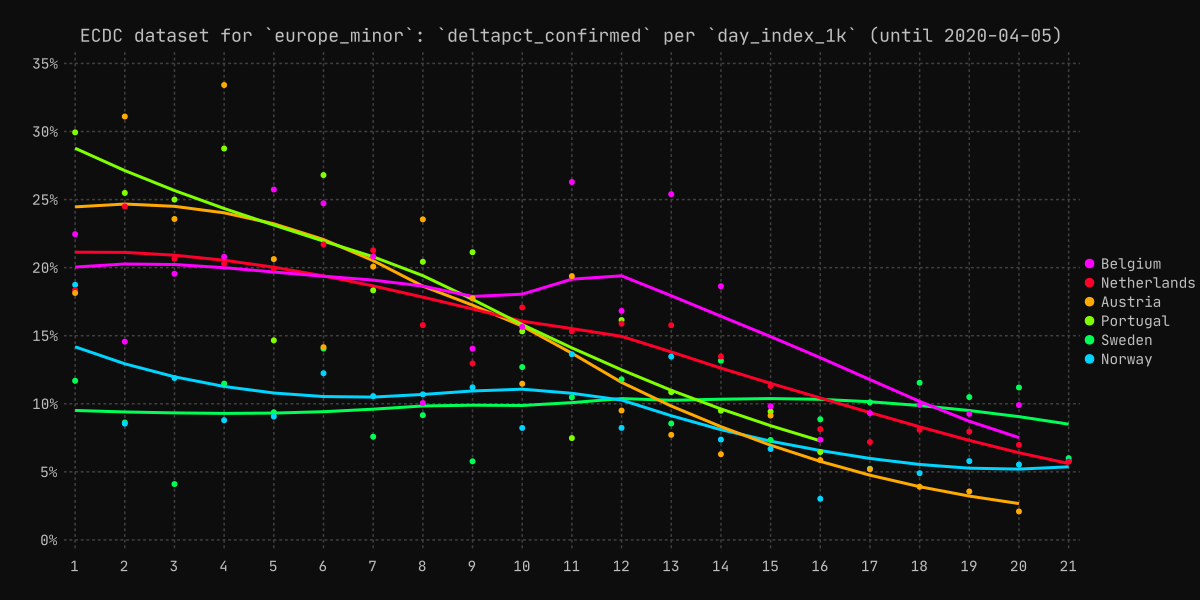 ECDC dataset for `europe_minor`: `deltapct_confirmed` per `day_index_1k` (until 2020-04-05)
35%
30%
25%
20%
15%
10%
5%
0%
1 2 3 4 5 6 7 8 9 10 11 12 13 14 15 16 17 18 19 20 21
Belgium
Netherlands
Austria
Portugal
Sweden
Norway